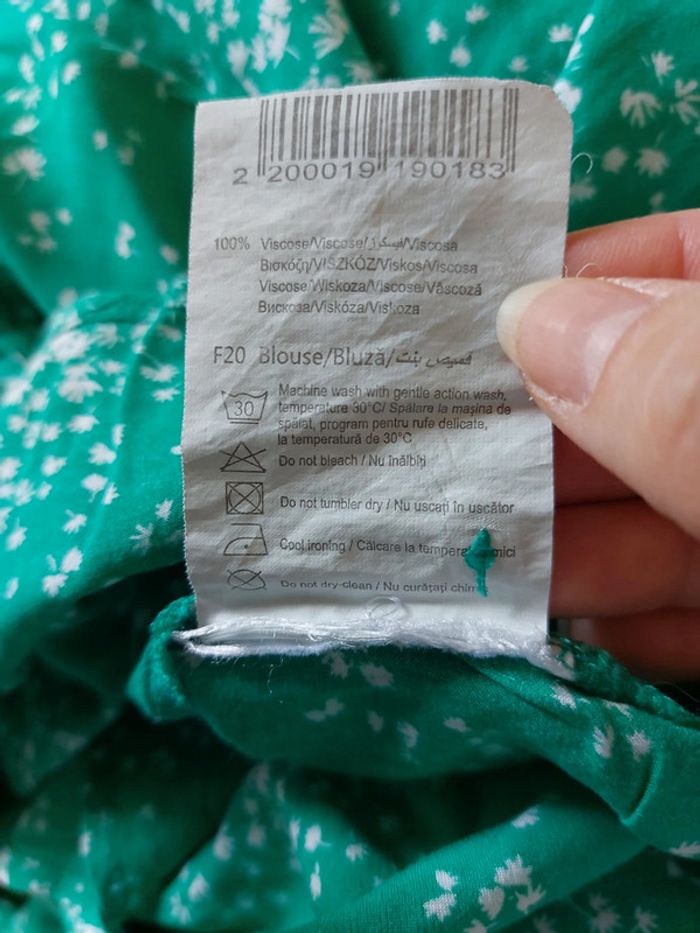 2 200019 190183
100% Viscose/Viscose/فيسكوز/Viscosa
Βισκόζη/VISZKÓZ/Viskos/Viscosa
Viscose/Wiskoza/Viscose/Văscoză
Вискоза/Viskóza/Viskoza
F20 Blouse/Bluză/قميص بنت
30
Machine wash with gentle action wash,
temperature 30°C/ Spălare la mașina de
spălat, program pentru rufe delicate,
la temperatură de 30°C
Do not bleach / Nu înălbiți
Do not tumbler dry / Nu uscați în uscător
Cool ironing / Călcare la mici
Do not dry-clean / Nu curățați